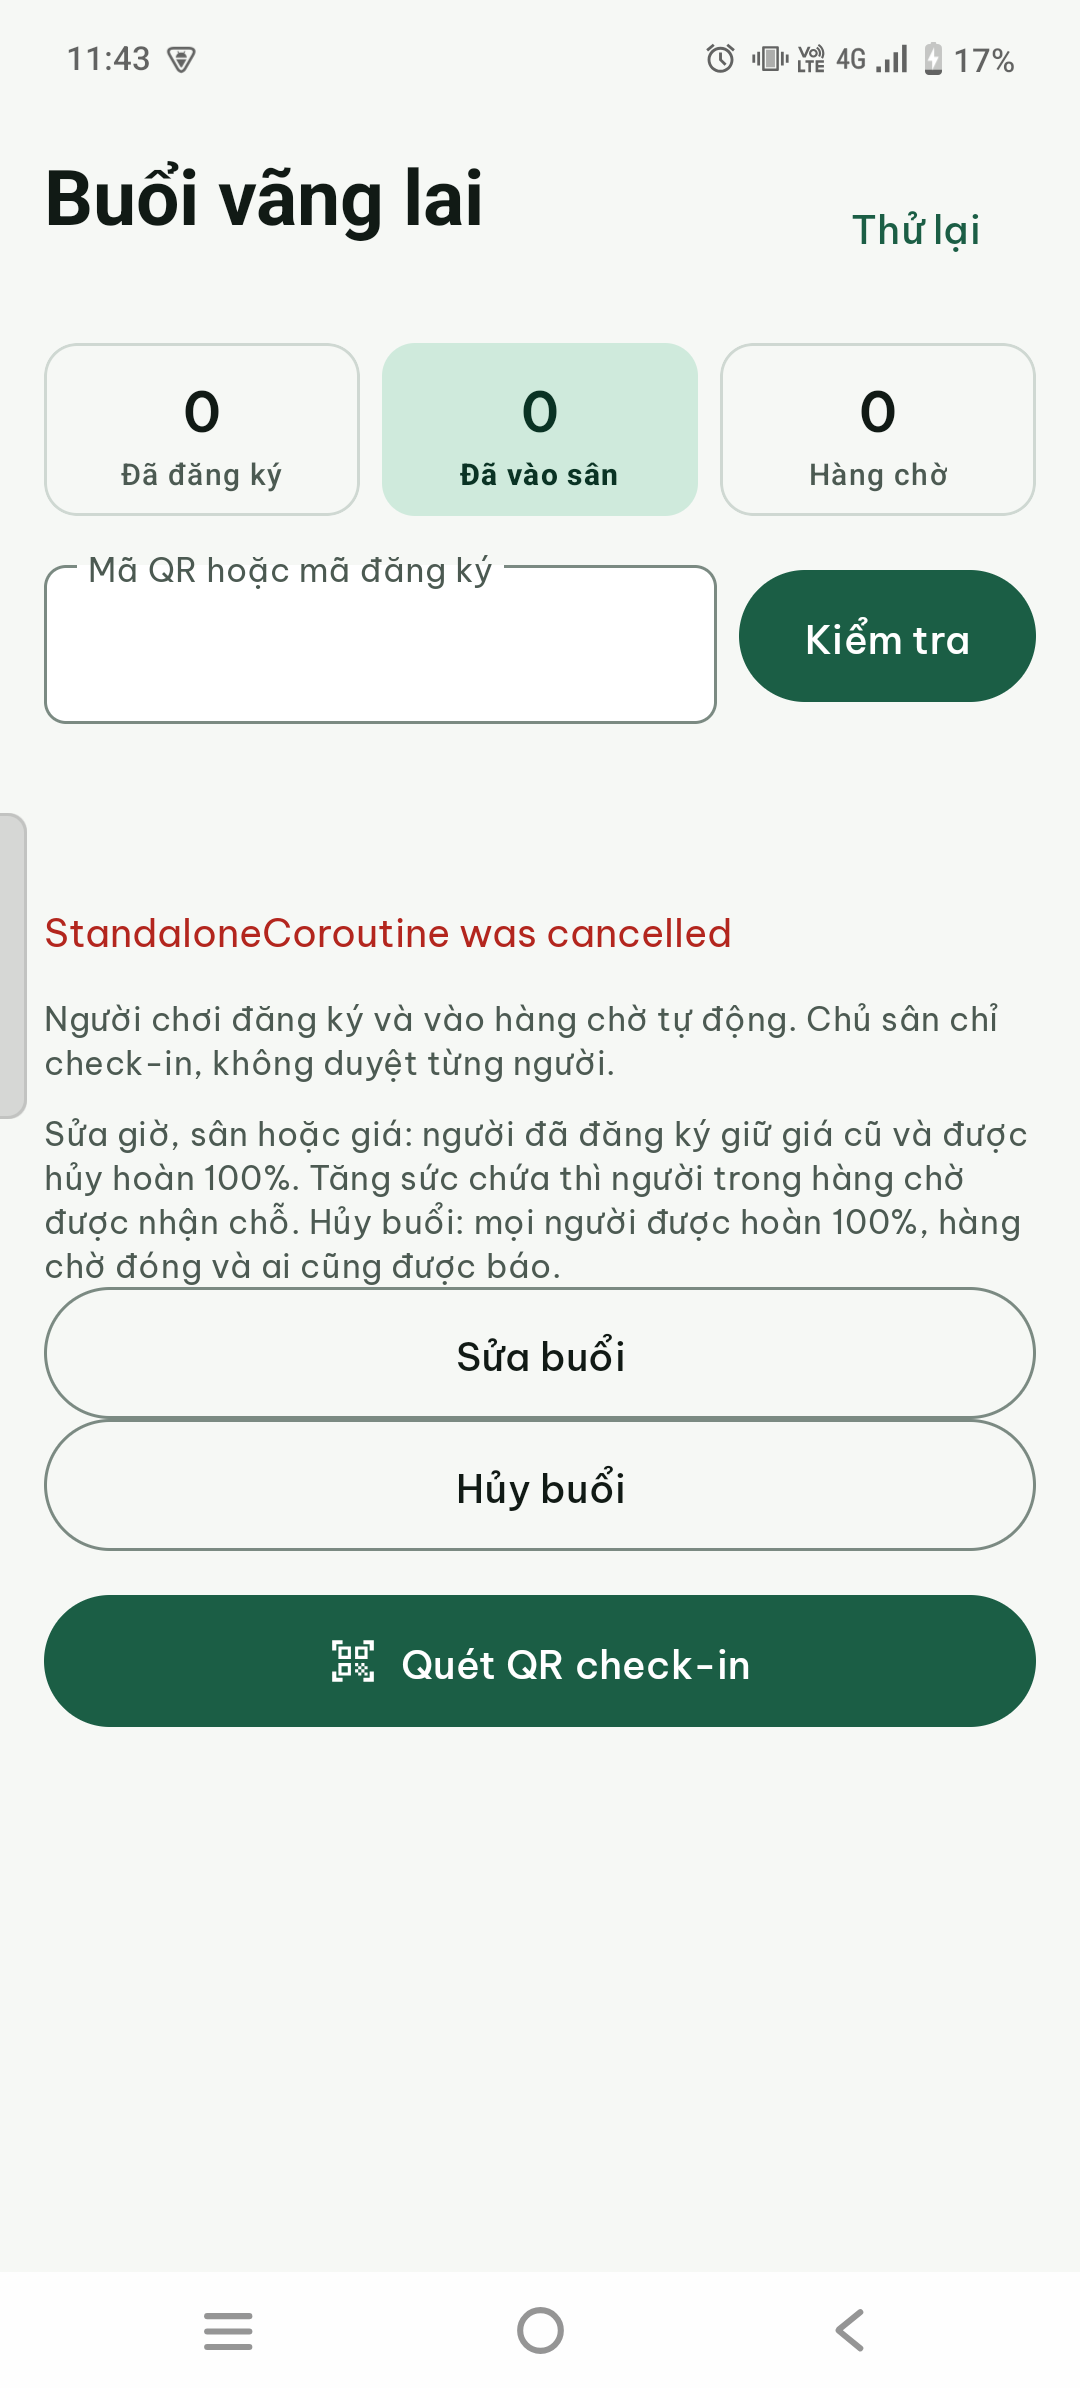 11:43
VoLTE 4G 17%
Buổi vãng lai
Thử lại
0
Đã đăng ký
0
Đã vào sân
0
Hàng chờ
Mã QR hoặc mã đăng ký
Kiểm tra
StandaloneCoroutine was cancelled
Người chơi đăng ký và vào hàng chờ tự động. Chủ sân chỉ
check-in, không duyệt từng người.
Sửa giờ, sân hoặc giá: người đã đăng ký giữ giá cũ và được
hủy hoàn 100%. Tăng sức chứa thì người trong hàng chờ
được nhận chỗ. Hủy buổi: mọi người được hoàn 100%, hàng
chờ đóng và ai cũng được báo.
Sửa buổi
Hủy buổi
Quét QR check-in